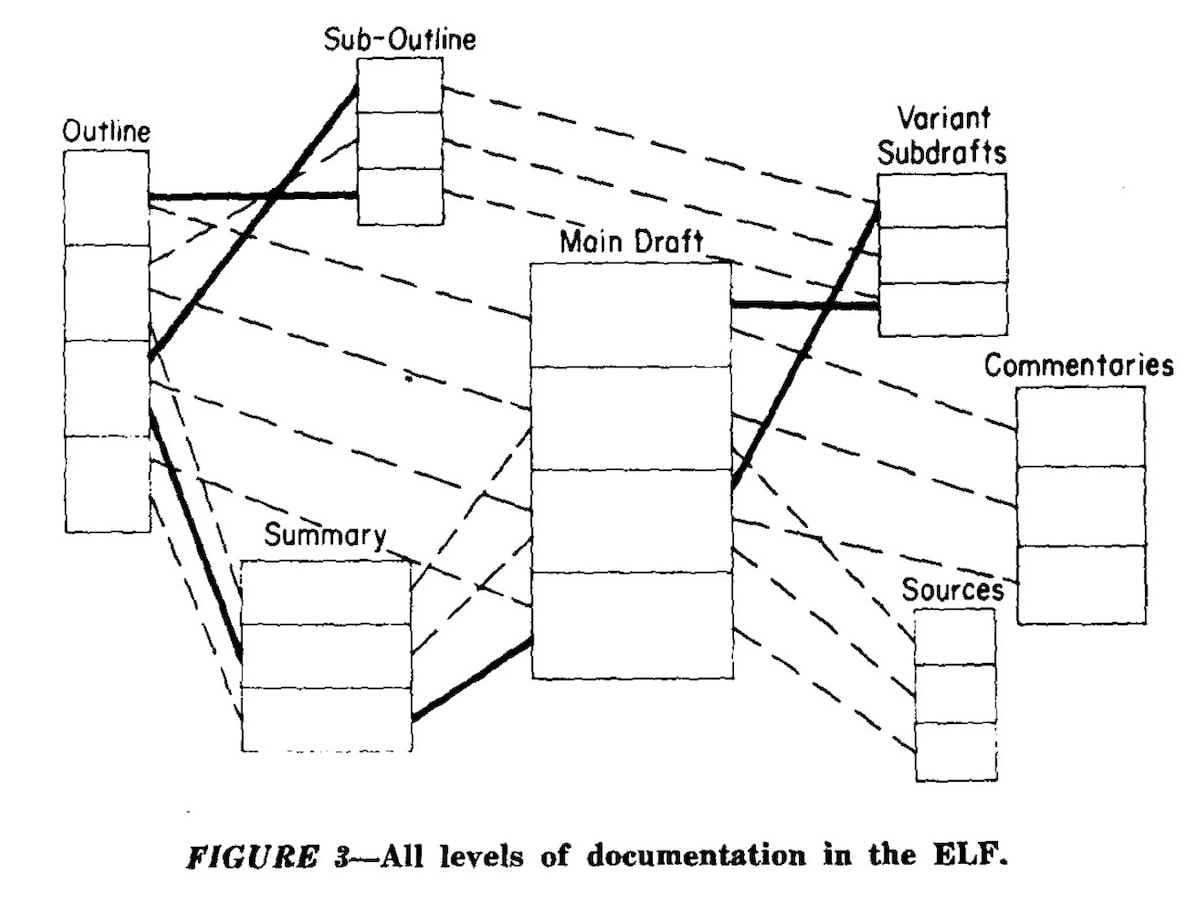 Sub-Outline
Outline
Variant
Subdrafts
Main Draft
Commentaries
Summary
Sources
FIGURE 3—All levels of documentation in the ELF.